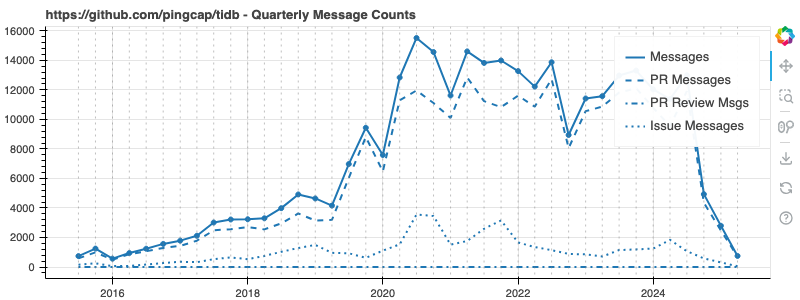 https://github.com/pingcap/tidb - Quarterly Message Counts
16000
14000
12000
10000
8000
6000
4000
2000
0
Messages
PR Messages
PR Review Msgs
Issue Messages
2016
2018
2020
2022
2024